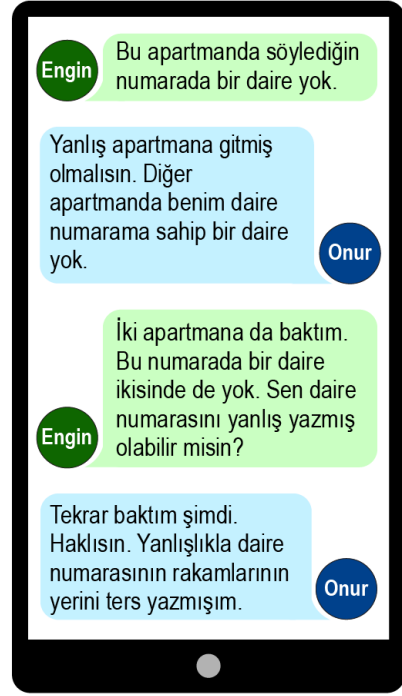 Engin
Bu apartmanda söylediğin
numarada bir daire yok.
Yanlış apartmana gitmiş
olmalısın. Diğer
apartmanda benim daire
numarama sahip bir daire
yok.
Onur
İki apartmana da baktım.
Bu numarada bir daire
ikisinde de yok. Sen daire
numarasını yanlış yazmış
olabilir misin?
Engin
Tekrar baktım şimdi.
Haklısın. Yanlışlıkla daire
numarasının rakamlarının
yerini ters yazmışım.
Onur